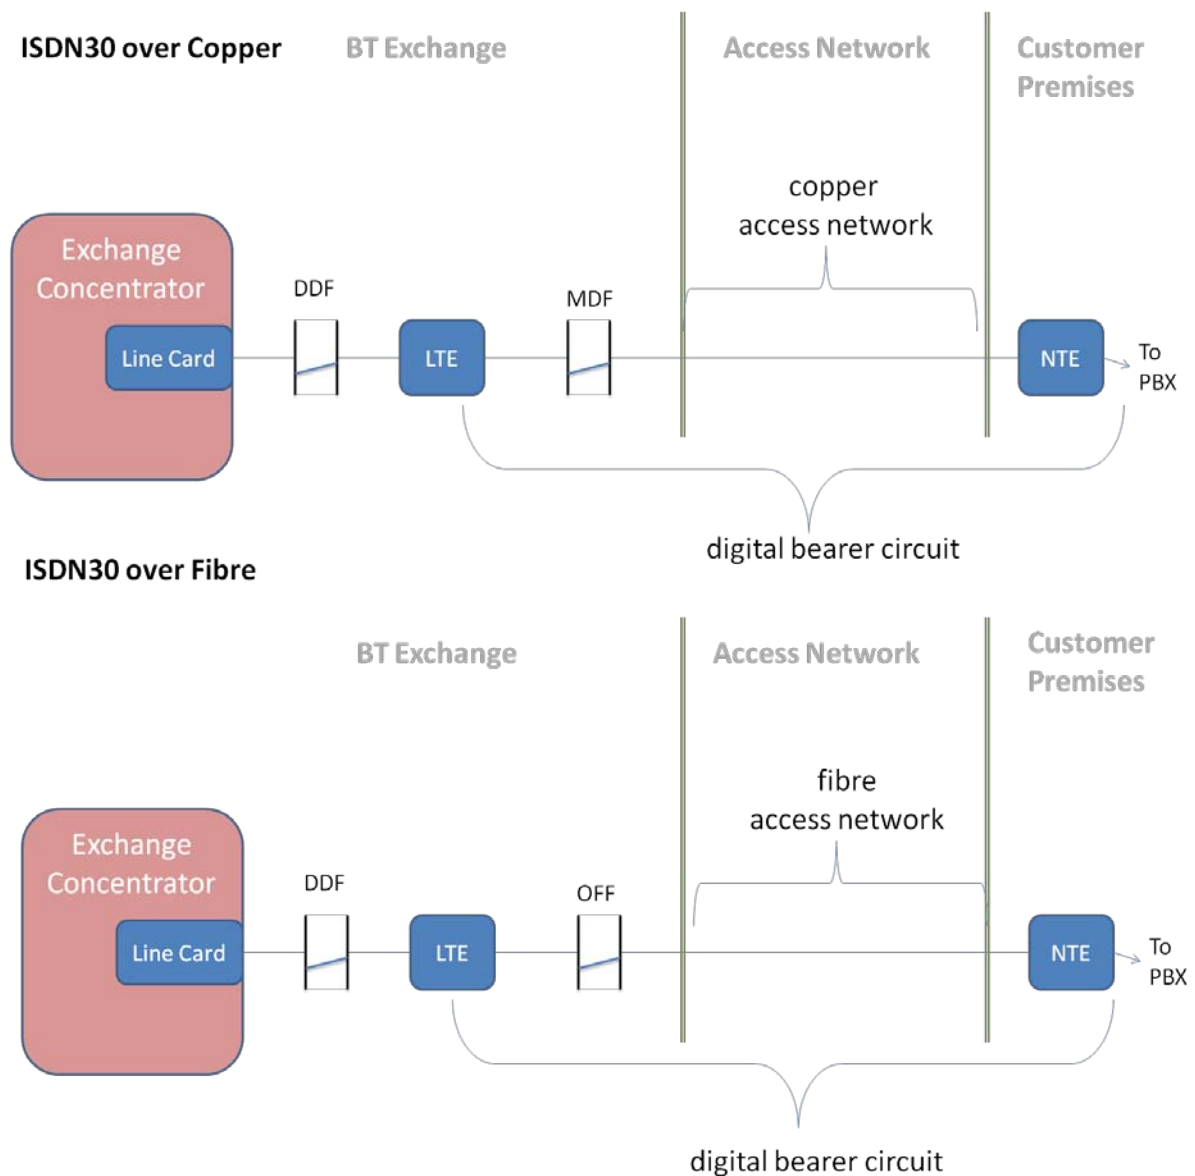 ISDN30 over Copper
BT Exchange
Access Network
Customer
Premises
copper
access network
Exchange
Concentrator
Line Card
DDF
LTE
MDF
NTE
To
PBX
digital bearer circuit
ISDN30 over Fibre
BT Exchange
Access Network
Customer
Premises
fibre
access network
Exchange
Concentrator
Line Card
DDF
LTE
OFF
NTE
To
PBX
digital bearer circuit